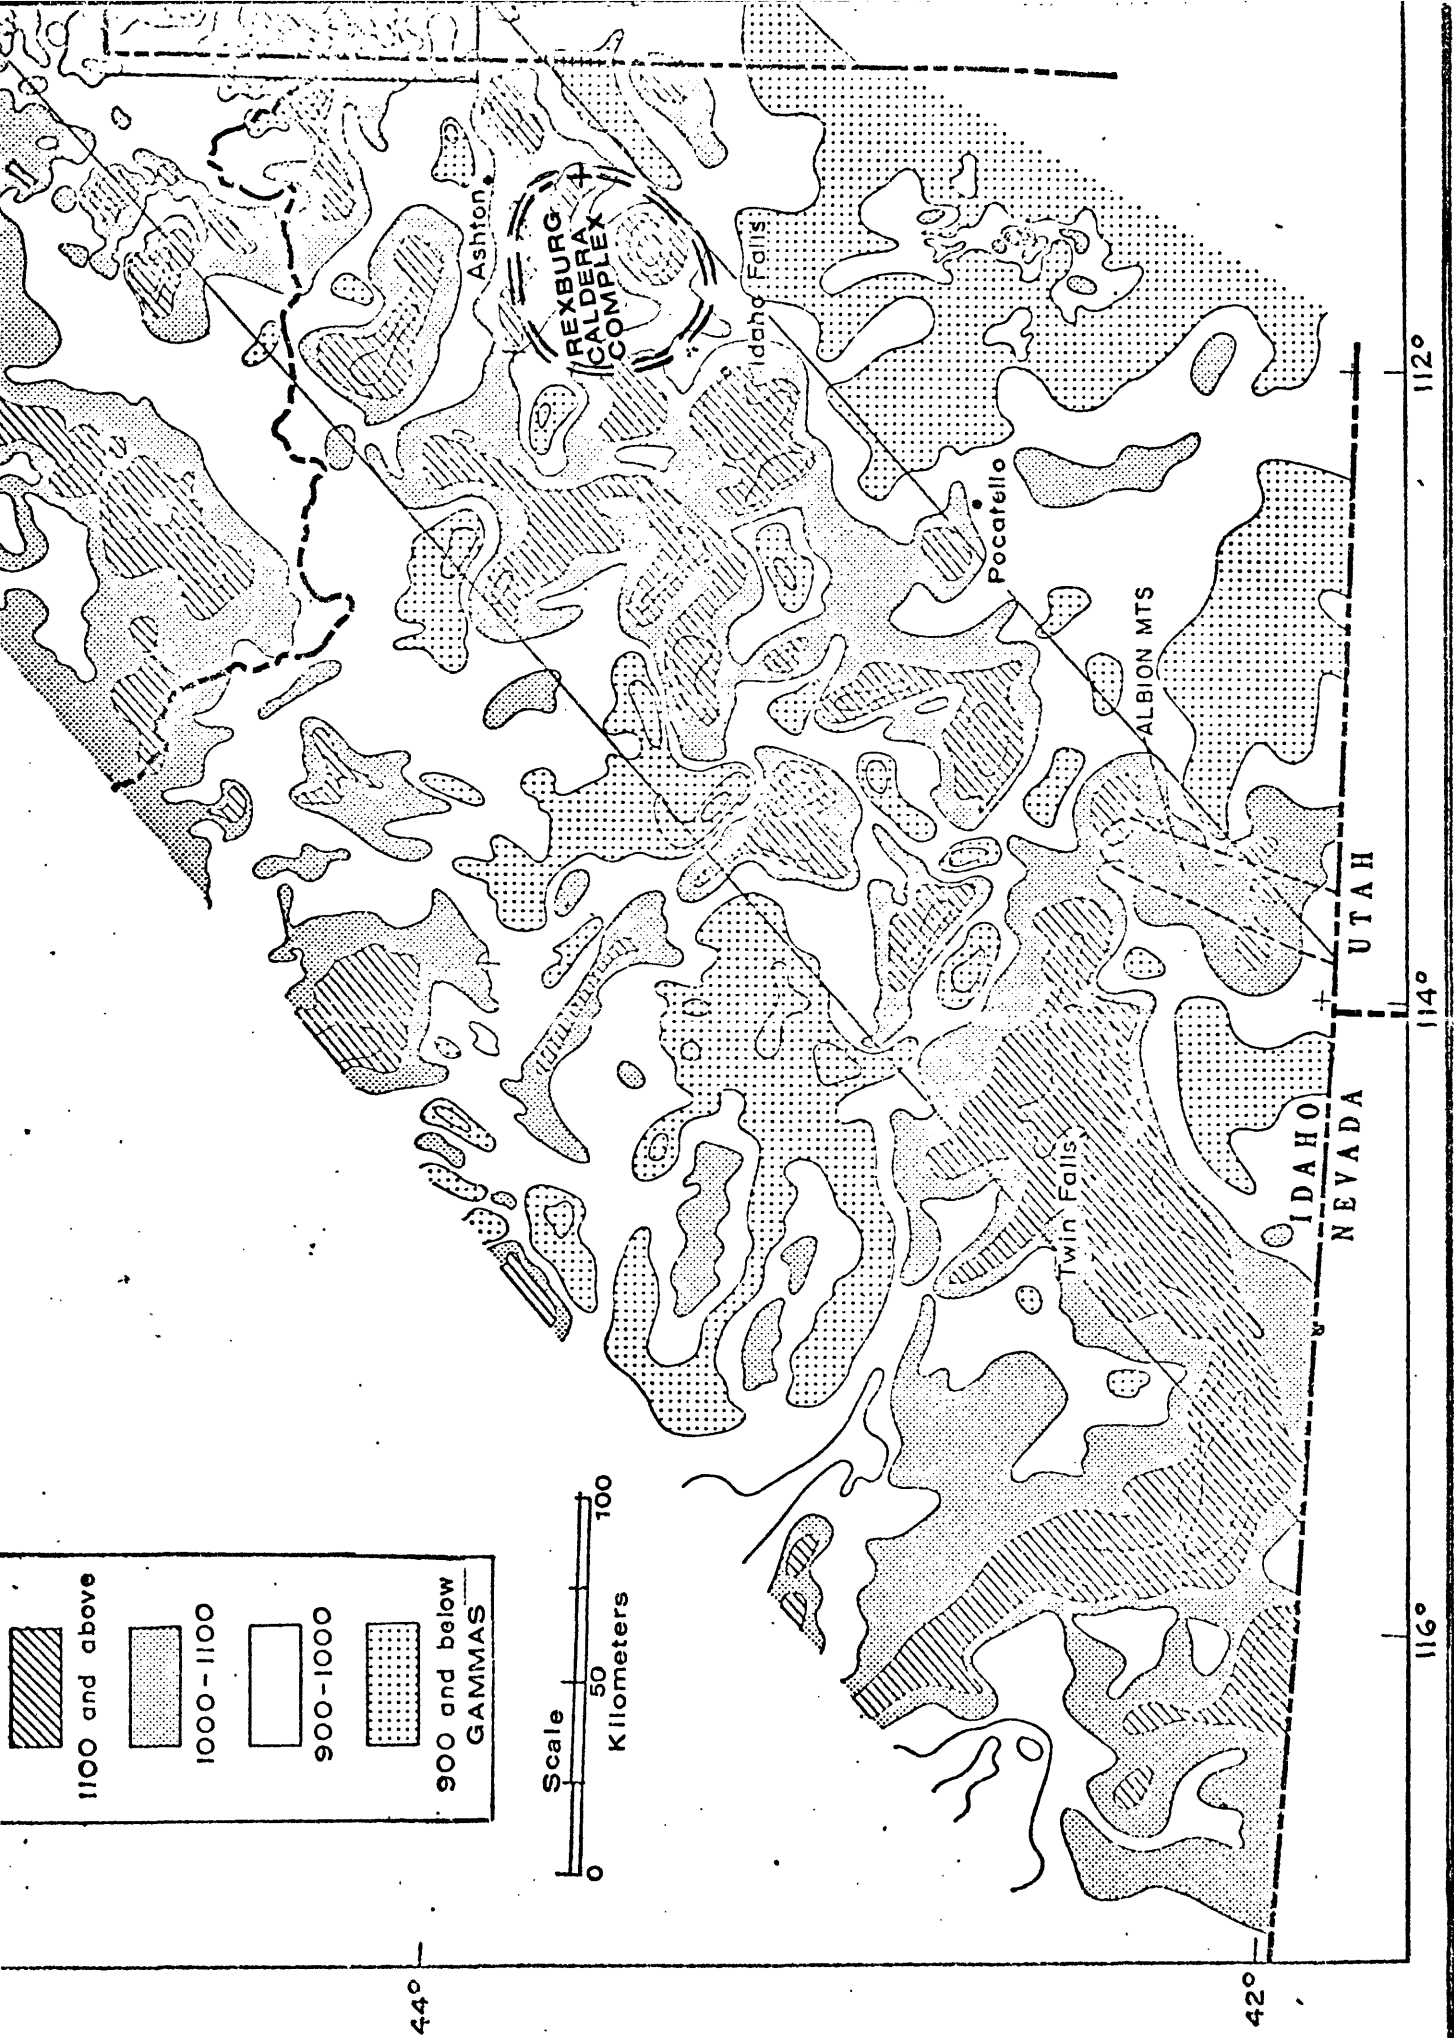 1100 and above
1000-1100
900-1000
900 and below
GAMMAS
Scale
0
50
100
Kilometers
44°
42°
Ashton
REXBURG
CALDERA
COMPLEX
Idaho Falls
Pocatello
ALBION MTS
Twin Falls
IDAHO
NEVADA
UTAH
116°
114°
112°